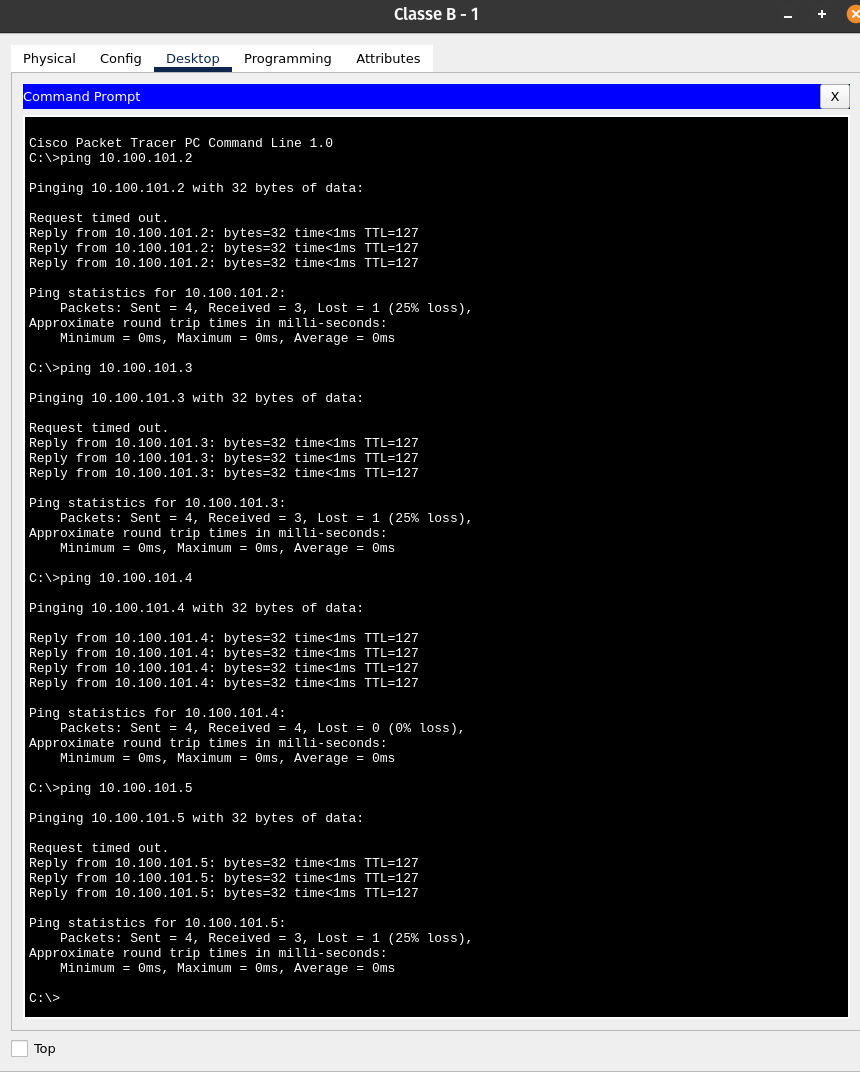 Classe B - 1
Physical Config Desktop Programming Attributes
Command Prompt X
Cisco Packet Tracer PC Command Line 1.0
C:\>ping 10.100.101.2
Pinging 10.100.101.2 with 32 bytes of data:
Request timed out.
Reply from 10.100.101.2: bytes=32 time<1ms TTL=127
Reply from 10.100.101.2: bytes=32 time<1ms TTL=127
Reply from 10.100.101.2: bytes=32 time<1ms TTL=127
Ping statistics for 10.100.101.2:
Packets: Sent = 4, Received = 3, Lost = 1 (25% loss),
Approximate round trip times in milli-seconds:
Minimum = 0ms, Maximum = 0ms, Average = 0ms
C:\>ping 10.100.101.3
Pinging 10.100.101.3 with 32 bytes of data:
Request timed out.
Reply from 10.100.101.3: bytes=32 time<1ms TTL=127
Reply from 10.100.101.3: bytes=32 time<1ms TTL=127
Reply from 10.100.101.3: bytes=32 time<1ms TTL=127
Ping statistics for 10.100.101.3:
Packets: Sent = 4, Received = 3, Lost = 1 (25% loss),
Approximate round trip times in milli-seconds:
Minimum = 0ms, Maximum = 0ms, Average = 0ms
C:\>ping 10.100.101.4
Pinging 10.100.101.4 with 32 bytes of data:
Reply from 10.100.101.4: bytes=32 time<1ms TTL=127
Reply from 10.100.101.4: bytes=32 time<1ms TTL=127
Reply from 10.100.101.4: bytes=32 time<1ms TTL=127
Reply from 10.100.101.4: bytes=32 time<1ms TTL=127
Ping statistics for 10.100.101.4:
Packets: Sent = 4, Received = 4, Lost = 0 (0% loss),
Approximate round trip times in milli-seconds:
Minimum = 0ms, Maximum = 0ms, Average = 0ms
C:\>ping 10.100.101.5
Pinging 10.100.101.5 with 32 bytes of data:
Request timed out.
Reply from 10.100.101.5: bytes=32 time<1ms TTL=127
Reply from 10.100.101.5: bytes=32 time<1ms TTL=127
Reply from 10.100.101.5: bytes=32 time<1ms TTL=127
Ping statistics for 10.100.101.5:
Packets: Sent = 4, Received = 3, Lost = 1 (25% loss),
Approximate round trip times in milli-seconds:
Minimum = 0ms, Maximum = 0ms, Average = 0ms
C:\>
Top